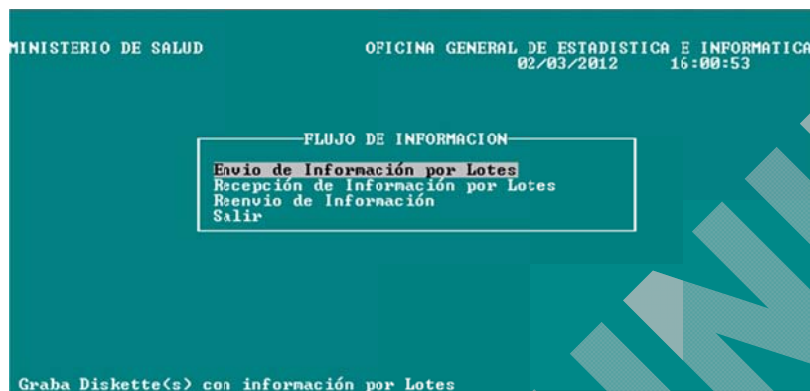 MINISTERIO DE SALUD OFICINA GENERAL DE ESTADISTICA E INFORMATICA
02/03/2012 16:00:53
FLUJO DE INFORMACION
Envio de Información por Lotes
Recepción de Información por Lotes
Reenvio de Información
Salir
Graba Diskette(s) con información por Lotes